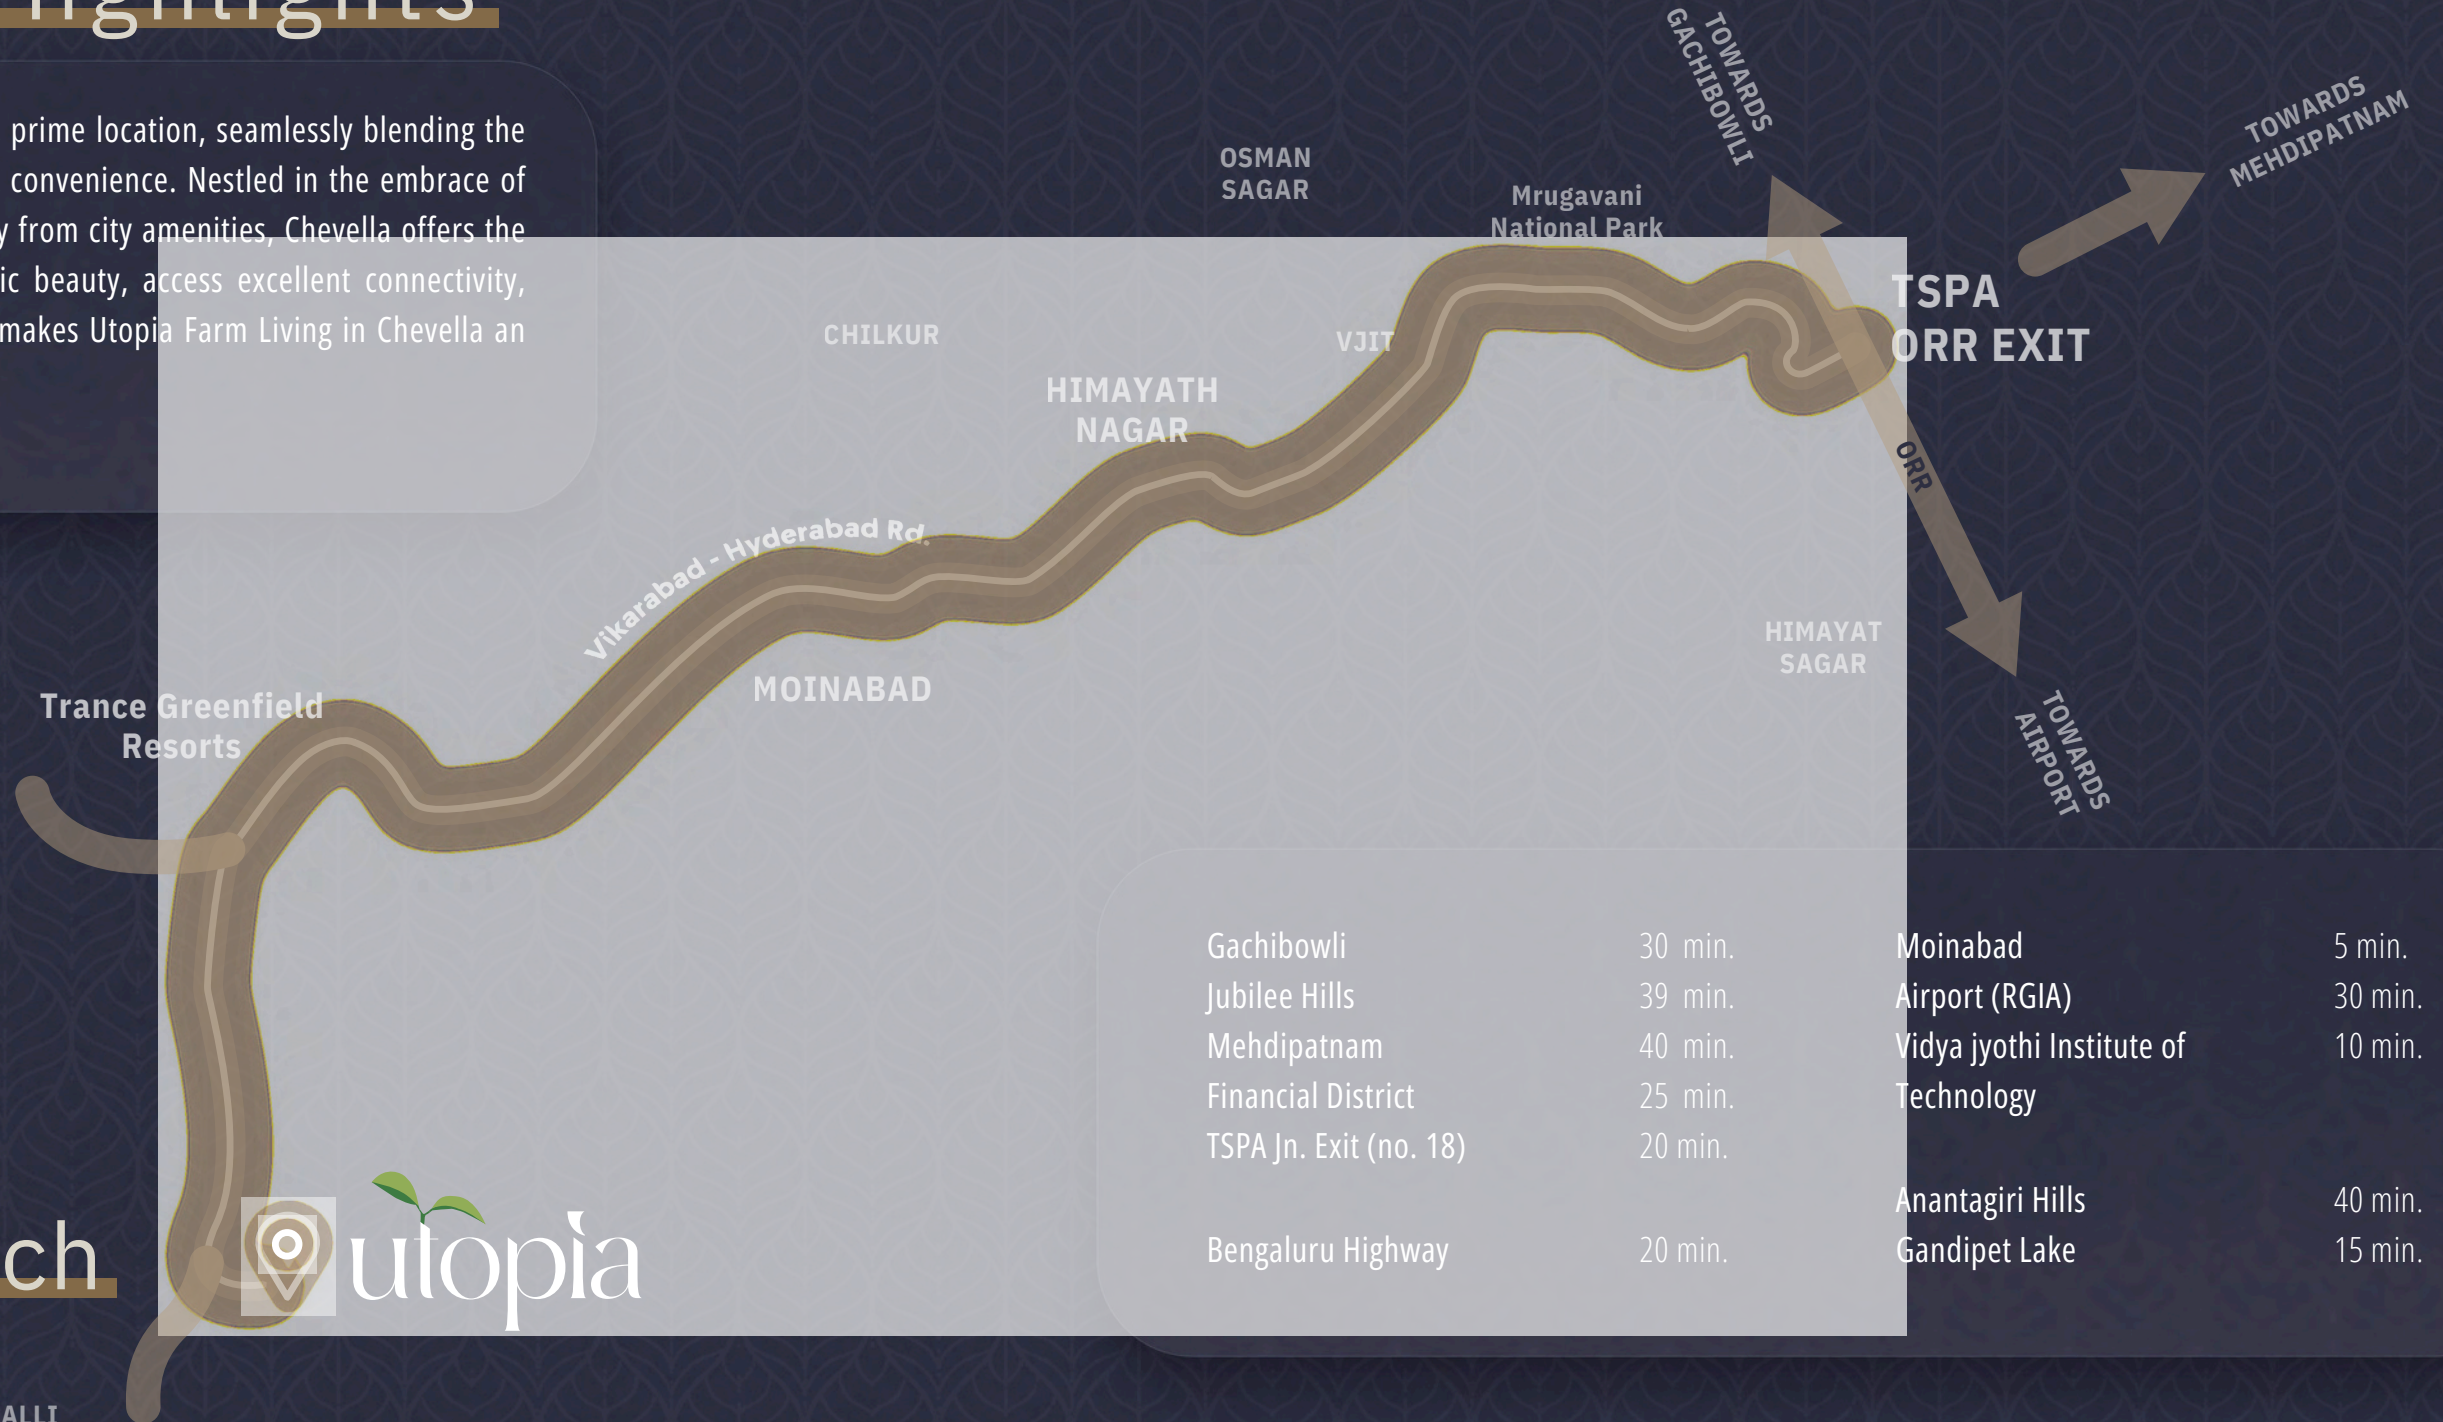 highlights
prime location, seamlessly blending the
convenience. Nestled in the embrace of
y from city amenities, Chevella offers the
ic beauty, access excellent connectivity,
makes Utopia Farm Living in Chevella an
TOWARDS
GACHIBOWLI
TOWARDS
MEHDIPATNAM
OSMAN
SAGAR
Mrugavani
National Park
TSPA
ORR EXIT
CHILKUR
VJIT
HIMAYATH
NAGAR
ORR
Vikarabad - Hyderabad Rd.
HIMAYAT
SAGAR
MOINABAD
Trance Greenfield
Resorts
TOWARDS
AIRPORT
Gachibowli 30 min.
Jubilee Hills 39 min.
Mehdipatnam 40 min.
Financial District 25 min.
TSPA Jn. Exit (no. 18) 20 min.
Bengaluru Highway 20 min.
Moinabad 5 min.
Airport (RGIA) 30 min.
Vidya jyothi Institute of 10 min.
Technology
Anantagiri Hills 40 min.
Gandipet Lake 15 min.
utopia
ch
ALLI